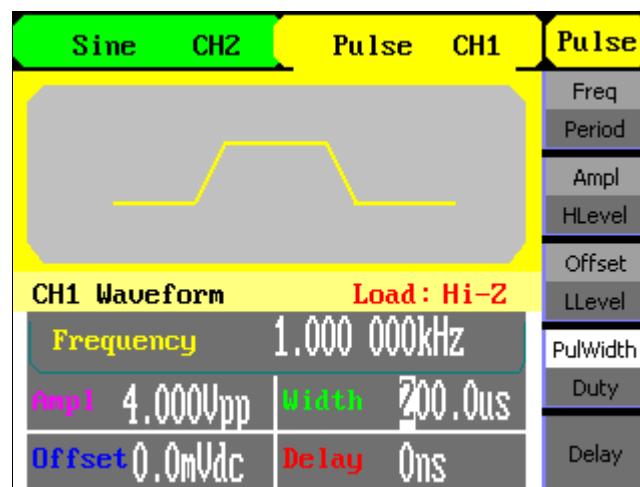 Sine CH2 Pulse CH1 Pulse
Freq
Period
Ampl
HLevel
Offset
LLevel
CH1 Waveform Load: Hi-Z
Frequency 1.000 000kHz
PulWidth
Duty
Ampl 4.000Vpp Width 200.0us
Offset 0.0mVdc Delay 0ns
Delay